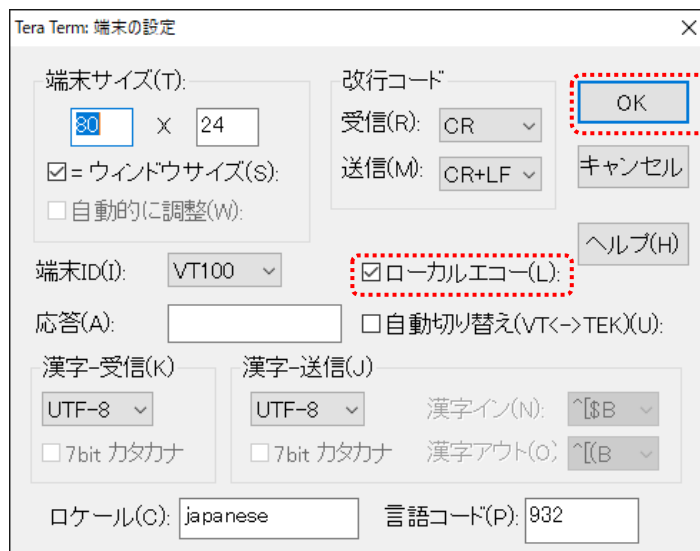 Tera Term: 端末の設定
端末サイズ(T):
80 X 24
☑= ウィンドウサイズ(S):
☐自動的に調整(W):
改行コード
受信(R): CR
送信(M): CR+LF
OK
キャンセル
ヘルプ(H)
端末ID(I): VT100
☑ローカルエコー(L):
応答(A):
☐自動切り替え(VT<->TEK)(U):
漢字-受信(K)
UTF-8
☐7bit カタカナ
漢字-送信(J)
UTF-8
☐7bit カタカナ
漢字イン(N): ^[$B
漢字アウト(O) ^[(B
ロケール(C): japanese
言語コード(P): 932